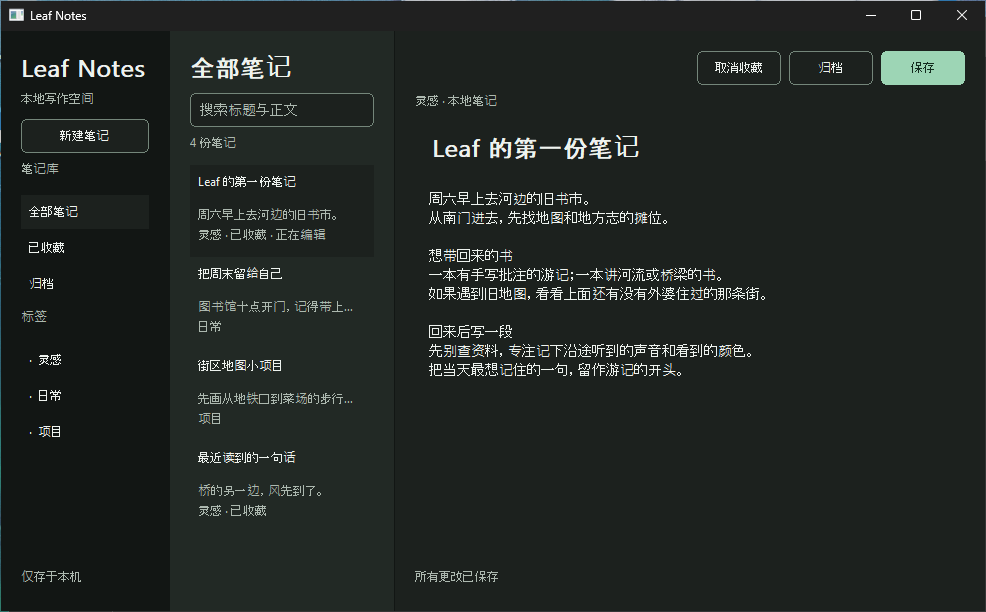 Leaf Notes
Leaf Notes
本地写作空间
新建笔记
笔记库
全部笔记
已收藏
归档
标签
· 灵感
· 日常
· 项目
仅存于本机
全部笔记
搜索标题与正文
4 份笔记
Leaf 的第一份笔记
周六早上去河边的旧书市。
灵感 · 已收藏 · 正在编辑
把周末留给自己
图书馆十点开门，记得带上...
日常
街区地图小项目
先画从地铁口到菜场的步行...
项目
最近读到的一句话
桥的另一边，风先到了。
灵感 · 已收藏
取消收藏
归档
保存
灵感 · 本地笔记
Leaf 的第一份笔记
周六早上去河边的旧书市。
从南门进去，先找地图和地方志的摊位。
想带回来的书
一本有手写批注的游记；一本讲河流或桥梁的书。
如果遇到旧地图，看看上面还有没有外婆住过的那条街。
回来后写一段
先别查资料，专注记下沿途听到的声音和看到的颜色。
把当天最想记住的一句，留作游记的开头。
所有更改已保存